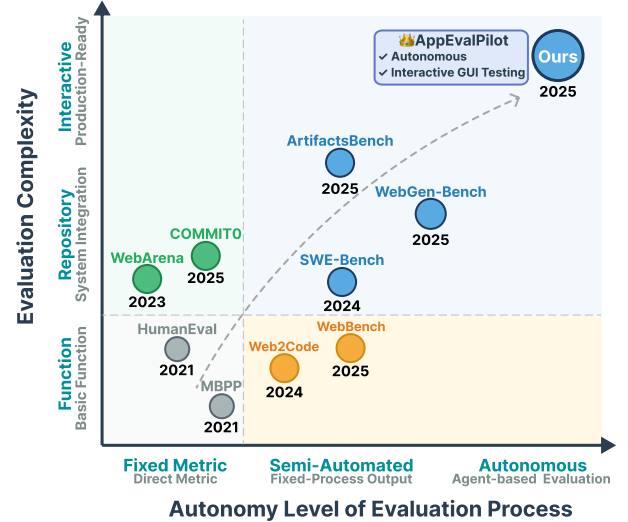 Evaluation Complexity
Interactive
Production-Ready
Repository
System Integration
Function
Basic Function
👑AppEvalPilot
✓ Autonomous
✓ Interactive GUI Testing
Ours
2025
ArtifactsBench
2025
WebGen-Bench
2025
COMMIT0
2025
WebArena
2023
SWE-Bench
2024
HumanEval
2021
MBPP
2021
Web2Code
2024
WebBench
2025
Fixed Metric
Direct Metric
Semi-Automated
Fixed-Process Output
Autonomous
Agent-based Evaluation
Autonomy Level of Evaluation Process